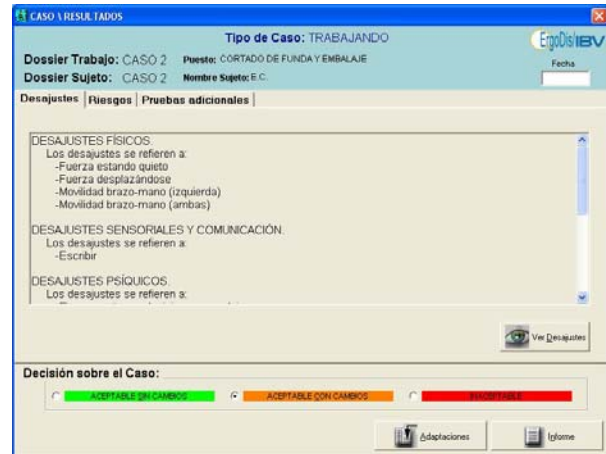 CASO \ RESULTADOS
Tipo de Caso: TRABAJANDO
ErgoDis/IBV
Dossier Trabajo: CASO 2 Puesto: CORTADO DE FUNDA Y EMBALAJE
Fecha
Dossier Sujeto: CASO 2 Nombre Sujeto: E.C.
Desajustes Riesgos Pruebas adicionales
DESAJUSTES FÍSICOS.
Los desajustes se refieren a:
-Fuerza estando quieto
-Fuerza desplazándose
-Movilidad brazo-mano (izquierda)
-Movilidad brazo-mano (ambas)
DESAJUSTES SENSORIALES Y COMUNICACIÓN.
Los desajustes se refieren a:
-Escribir
DESAJUSTES PSÍQUICOS.
Los desajustes se refieren a:
Ver Desajustes
Decisión sobre el Caso:
ACEPTABLE SIN CAMBIOS ACEPTABLE CON CAMBIOS INACEPTABLE
Adaptaciones Informe